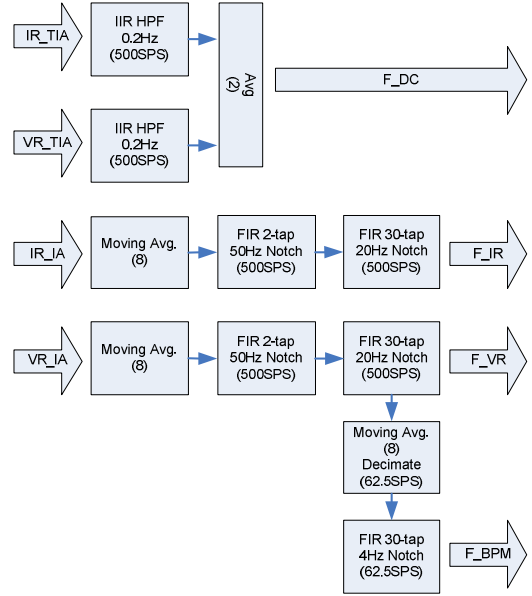 IR_TIA
IIR HPF
0.2Hz
(500SPS)
Avg
(2)
F_DC
VR_TIA
IIR HPF
0.2Hz
(500SPS)
IR_IA
Moving Avg.
(8)
FIR 2-tap
50Hz Notch
(500SPS)
FIR 30-tap
20Hz Notch
(500SPS)
F_IR
VR_IA
Moving Avg.
(8)
FIR 2-tap
50Hz Notch
(500SPS)
FIR 30-tap
20Hz Notch
(500SPS)
F_VR
Moving Avg.
(8)
Decimate
(62.5SPS)
FIR 30-tap
4Hz Notch
(62.5SPS)
F_BPM